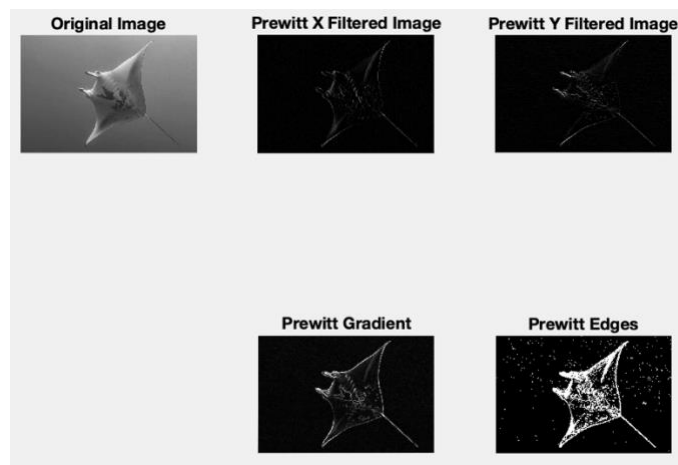 Original Image
Prewitt X Filtered Image
Prewitt Y Filtered Image
Prewitt Gradient
Prewitt Edges